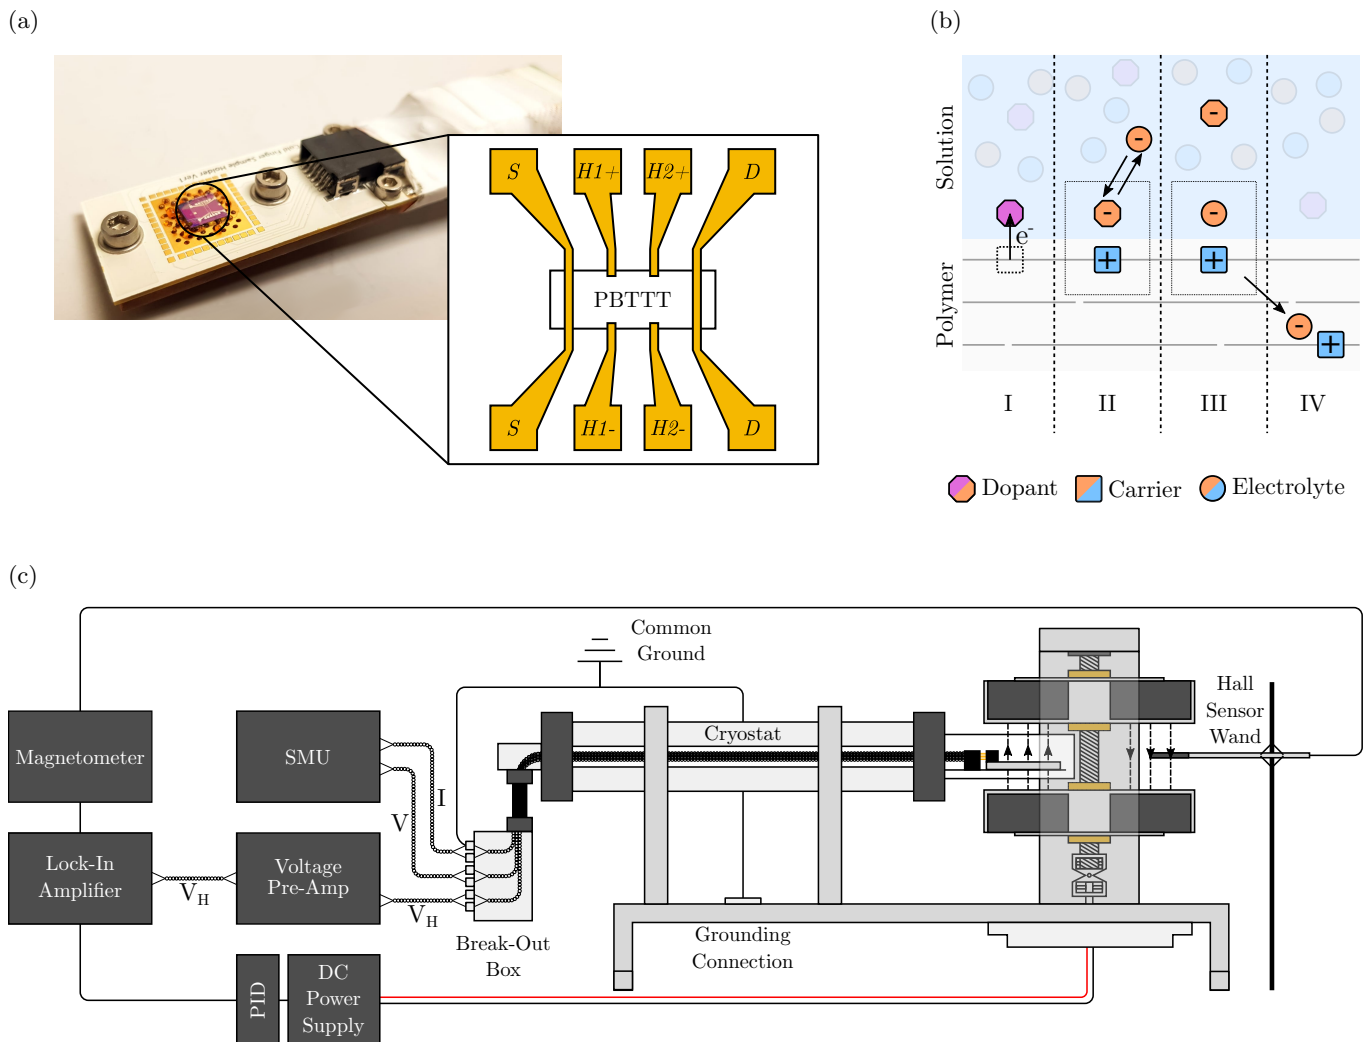 (a)
S
H1+
H2+
D
PBTTT
S
H1-
H2-
D
(b)
Solution
Polymer
e-
-
-
+
-
-
+
-
+
I
II
III
IV
Dopant
Carrier
Electrolyte
(c)
Common
Ground
Magnetometer
SMU
I
V
Cryostat
Hall
Sensor
Wand
Lock-In
Amplifier
VH
Voltage
Pre-Amp
VH
Break-Out
Box
Grounding
Connection
PID
DC
Power
Supply